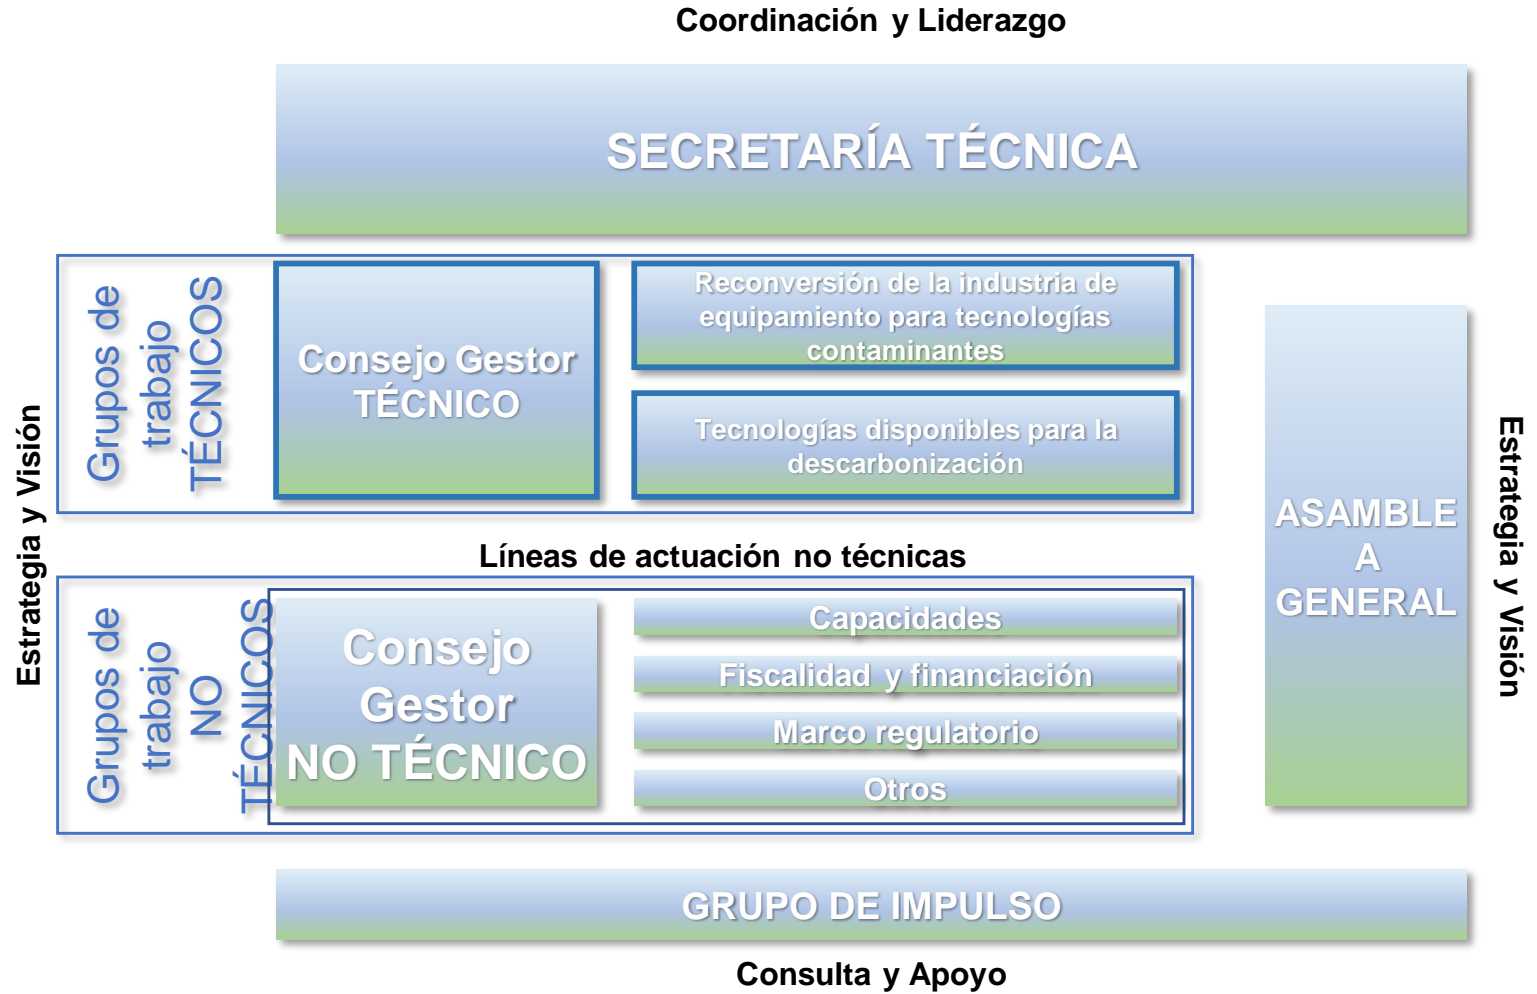 Coordinación y Liderazgo
SECRETARÍA TÉCNICA
Estrategia y Visión
Grupos de
trabajo
TÉCNICOS
Consejo Gestor
TÉCNICO
Reconversión de la industria de
equipamiento para tecnologías
contaminantes
Tecnologías disponibles para la
descarbonización
Líneas de actuación no técnicas
Grupos de
trabajo
NO
TÉCNICOS
Consejo
Gestor
NO TÉCNICO
Capacidades
Fiscalidad y financiación
Marco regulatorio
Otros
ASAMBLE
A
GENERAL
Estrategia y Visión
GRUPO DE IMPULSO
Consulta y Apoyo